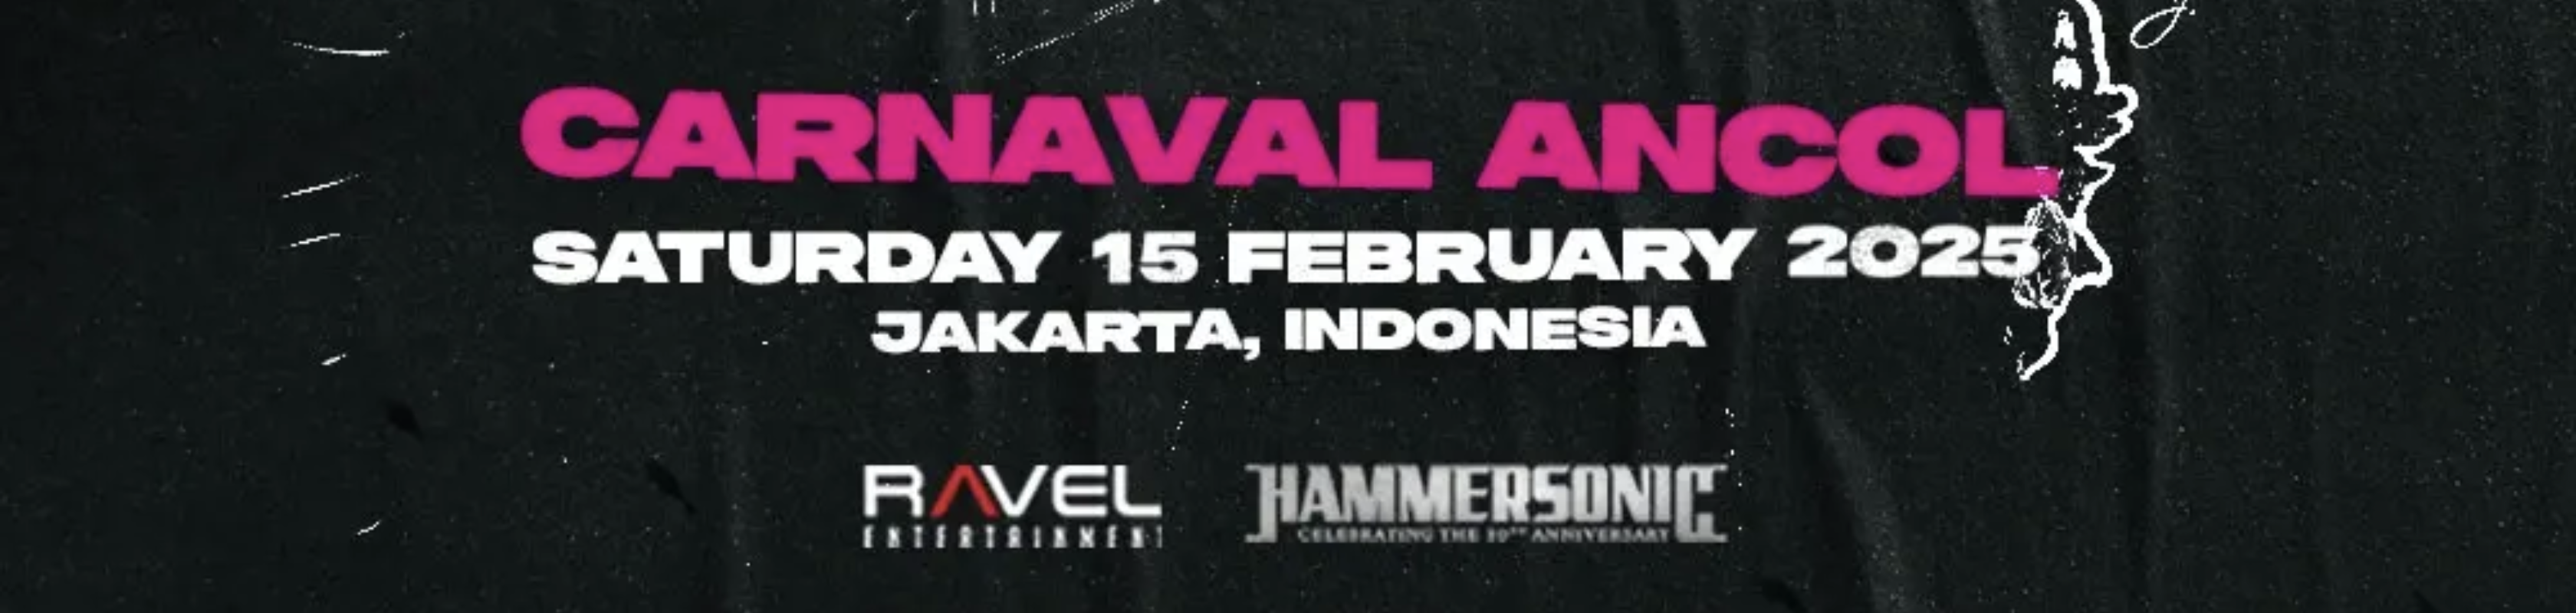 CARNAVAL ANCOL
SATURDAY 15 FEBRUARY 2025
JAKARTA, INDONESIA
RAVEL HAMMERSONIC
ENTERTAINMENT CELEBRATING THE 10TH ANNIVERSARY